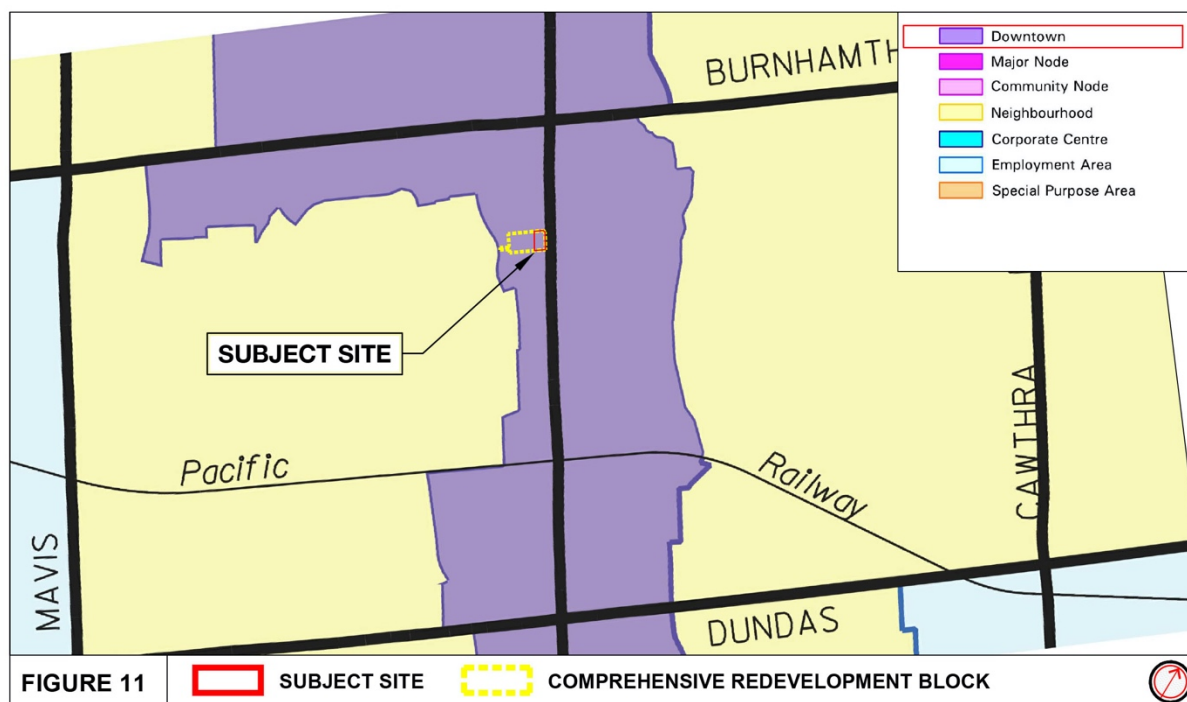 BURNHAMTH
Downtown
Major Node
Community Node
Neighbourhood
Corporate Centre
Employment Area
Special Purpose Area
SUBJECT SITE
Pacific
Railway
CAWTHRA
MAVIS
DUNDAS
FIGURE 11
SUBJECT SITE
COMPREHENSIVE REDEVELOPMENT BLOCK